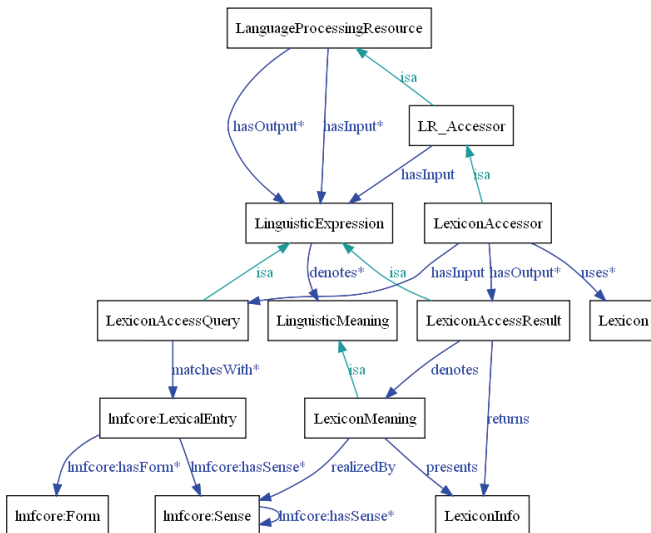 LanguageProcessingResource
isa
hasOutput*
hasInput*
LR_Accessor
hasInput
isa
LinguisticExpression
LexiconAccessor
isa
denotes*
isa
hasInput
hasOutput*
uses*
LexiconAccessQuery
LinguisticMeaning
LexiconAccessResult
Lexicon
matchesWith*
isa
denotes
lmfcore:LexicalEntry
LexiconMeaning
returns
lmfcore:hasForm*
lmfcore:hasSense*
realizedBy
presents
lmfcore:Form
lmfcore:Sense
lmfcore:hasSense*
LexiconInfo